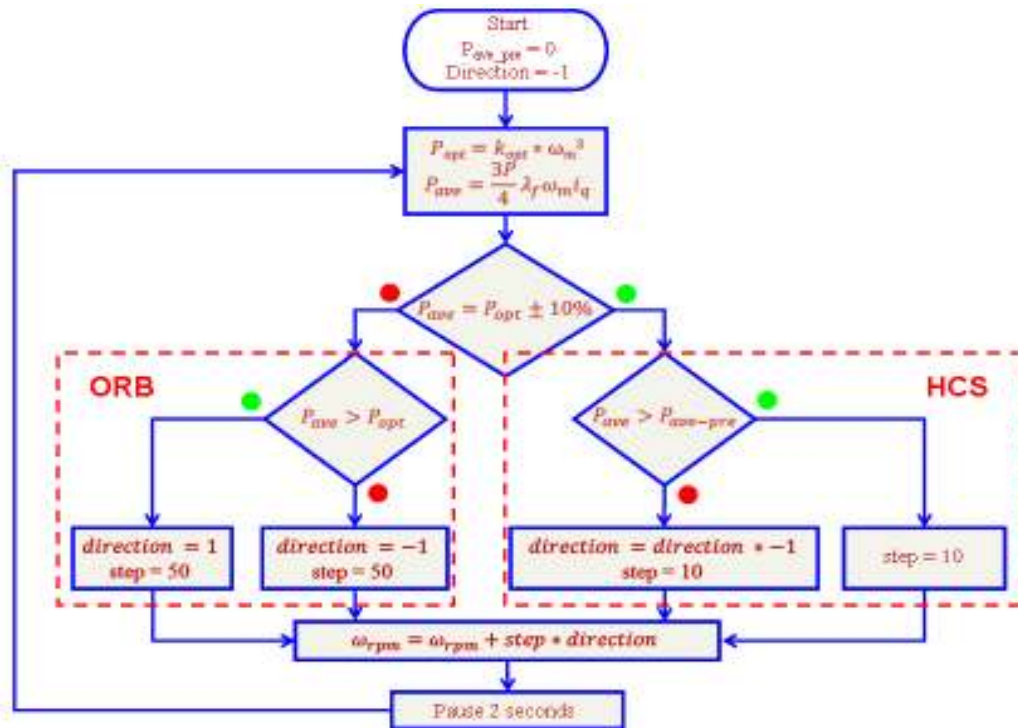 Start
P_ave_pre = 0
Direction = -1
P_opt = k_opt * ω_m³
P_ave = 3P/4 λ_f ω_m i_q
P_ave = P_opt ± 10%
ORB
HCS
P_ave > P_opt
P_ave > P_ave-pre
direction = 1
step = 50
direction = -1
step = 50
direction = direction * -1
step = 10
step = 10
ω_rpm = ω_rpm + step * direction
Pause 2 seconds